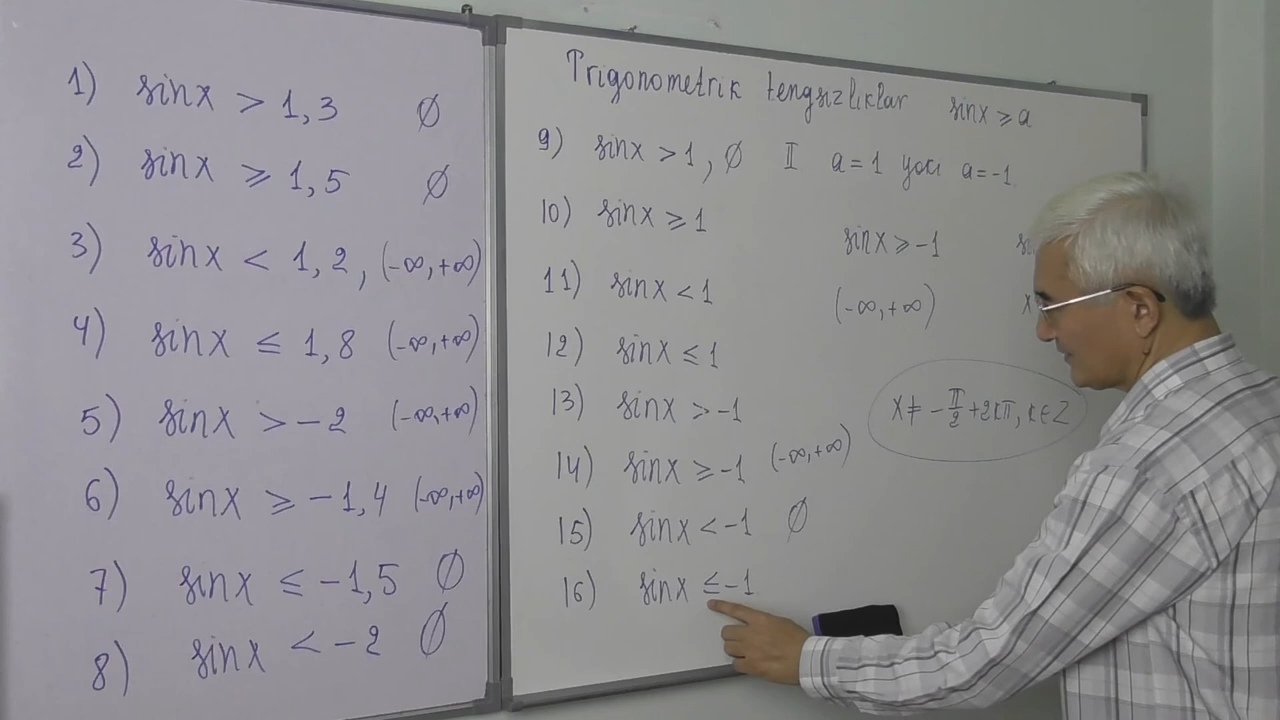 1) sinx > 1,3 ∅
2) sinx ⩾ 1,5 ∅
3) sinx < 1,2, (-∞,+∞)
4) sinx ≤ 1,8 (-∞,+∞)
5) sinx > -2 (-∞,+∞)
6) sinx ⩾ -1,4 (-∞,+∞)
7) sinx ≤ -1,5 ∅
8) sinx < -2 ∅
Trigonometrik tengsizliklar sinx ⩾ a
9) sinx > 1, ∅ II a=1 yoki a=-1.
10) sinx ⩾ 1
sinx ⩾ -1
11) sinx < 1
(-∞,+∞) x
12) sinx ≤ 1
13) sinx > -1
x ≠ -π/2 + 2kπ, k∈Z
14) sinx ⩾ -1 (-∞,+∞)
15) sinx < -1 ∅
16) sinx ≤ -1